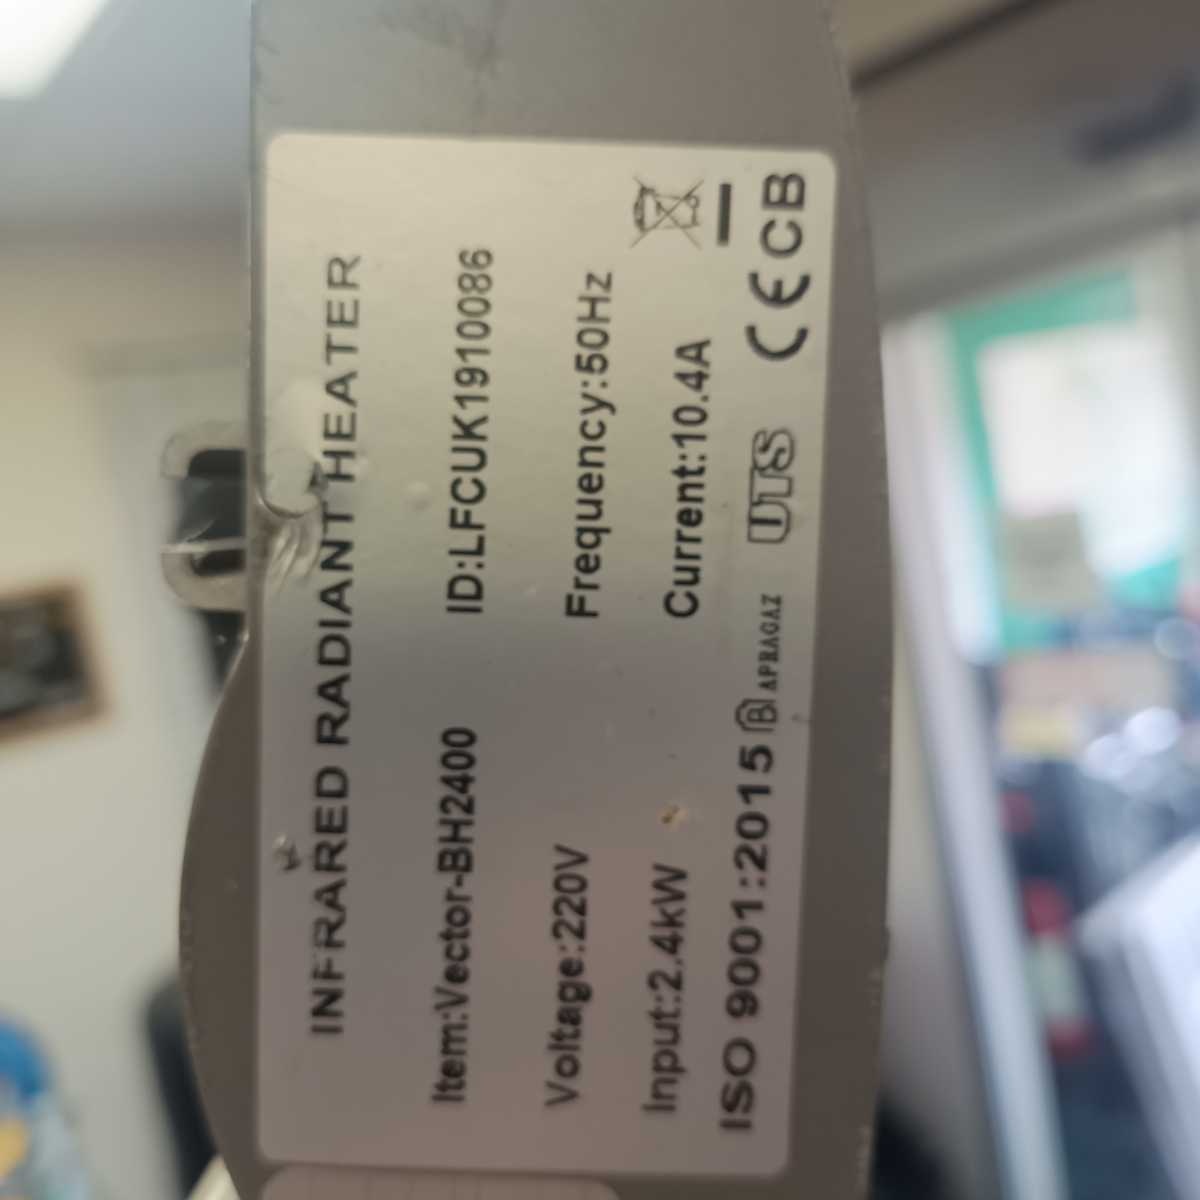 INFRARED RADIANT HEATER
Item:Vector-BH2400 ID:LFCUK1910086
Voltage:220V Frequency:50Hz
Input:2.4kW Current:10.4A
ISO 9001:2015 B APRAGAZ UTS CE CB